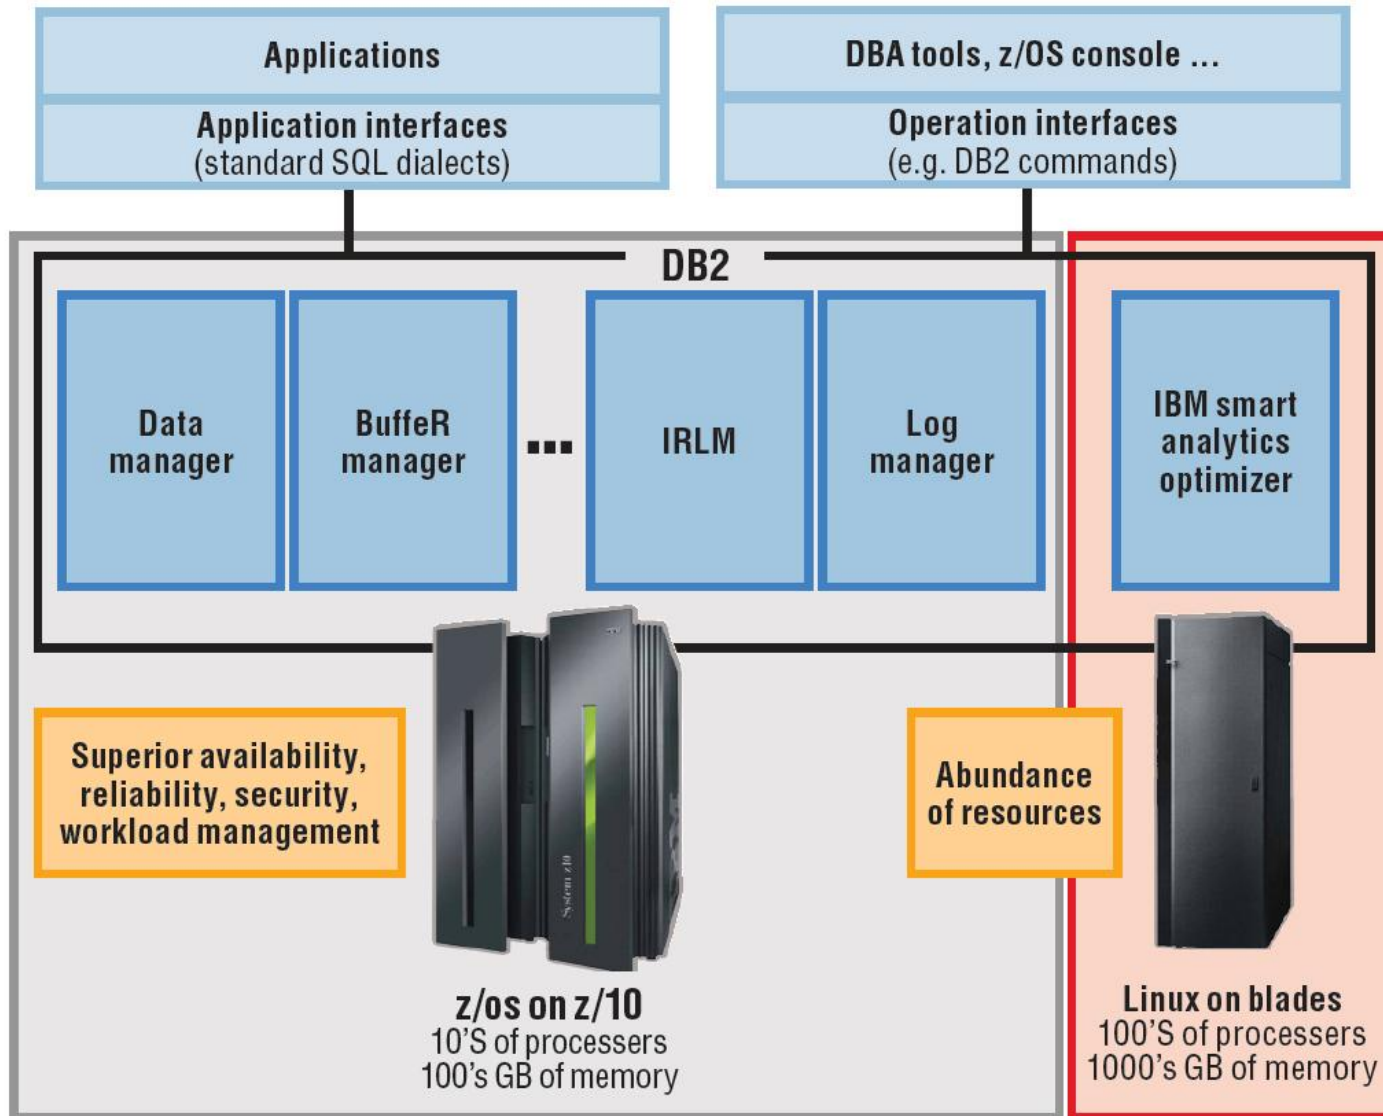 Applications
Application interfaces
(standard SQL dialects)
DBA tools, z/OS console ...
Operation interfaces
(e.g. DB2 commands)
DB2
Data
manager
BuffeR
manager
...
IRLM
Log
manager
IBM smart
analytics
optimizer
Superior availability,
reliability, security,
workload management
System z10
Abundance
of resources
z/os on z/10
10'S of processers
100's GB of memory
Linux on blades
100'S of processers
1000's GB of memory